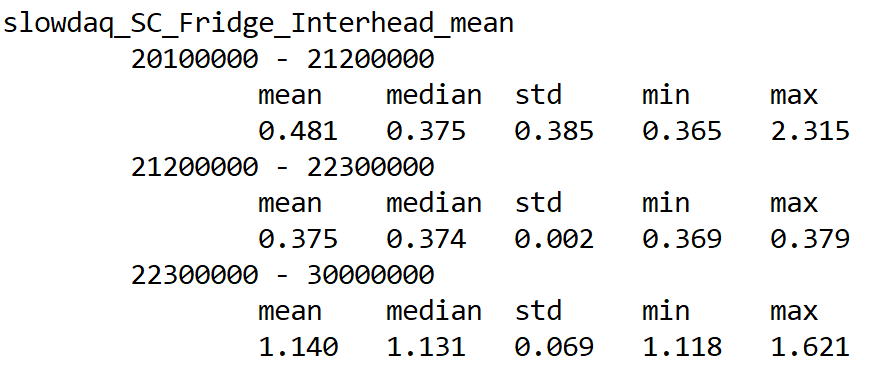 slowdaq_SC_Fridge_Interhead_mean
20100000 - 21200000
mean median std min max
0.481 0.375 0.385 0.365 2.315
21200000 - 22300000
mean median std min max
0.375 0.374 0.002 0.369 0.379
22300000 - 30000000
mean median std min max
1.140 1.131 0.069 1.118 1.621